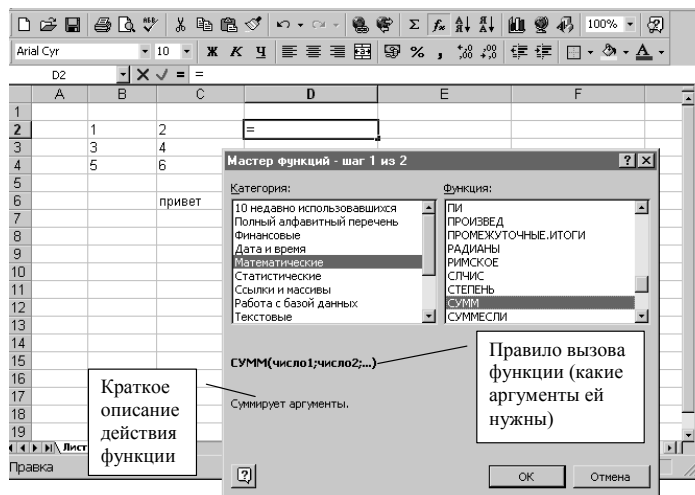 100%
Arial Cyr 10 Ж К Ч % ,
D2 =  =
A B C D E F
1
2 1 2 =
3 3 4
4 5 6
5
6 привет
7
8
9
10
11
12
13
14
15
16
17
18
19
Мастер функций - шаг 1 из 2
Категория:
10 недавно использовавшихся
Полный алфавитный перечень
Финансовые
Дата и время
Математические
Статистические
Ссылки и массивы
Работа с базой данных
Текстовые
Функция:
ПИ
ПРОИЗВЕД
ПРОМЕЖУТОЧНЫЕ.ИТОГИ
РАДИАНЫ
РИМСКОЕ
СЛЧИС
СТЕПЕНЬ
СУММ
СУММЕСЛИ
СУММ(число1;число2;...)
Суммирует аргументы.
Правило вызова
функции (какие
аргументы ей
нужны)
Краткое
описание
действия
функции
ОК Отмена
Лист
Правка